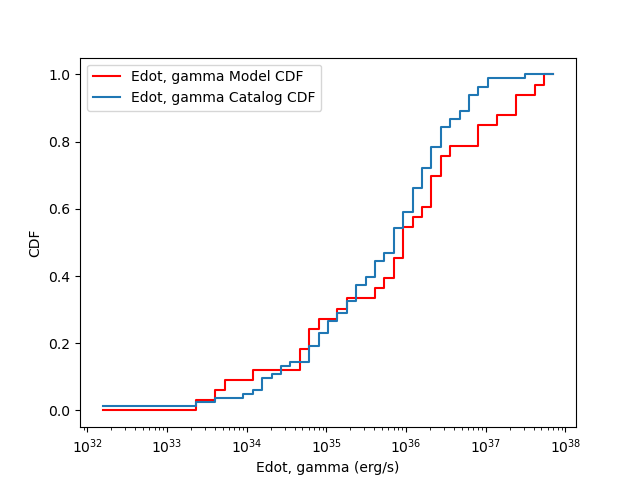 Edot, gamma Model CDF
Edot, gamma Catalog CDF
1.0
0.8
0.6
0.4
0.2
0.0
CDF
10^32 10^33 10^34 10^35 10^36 10^37 10^38
Edot, gamma (erg/s)